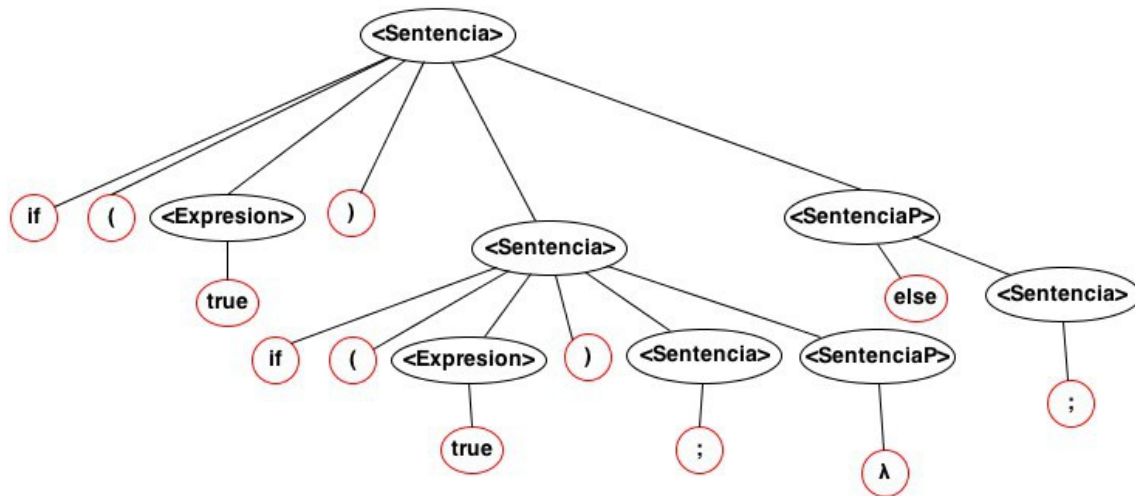 <Sentencia>
if ( <Expresion> ) <SentenciaP>
<Sentencia>
true else <Sentencia>
if ( <Expresion> ) <Sentencia> <SentenciaP>
;
true ; λ